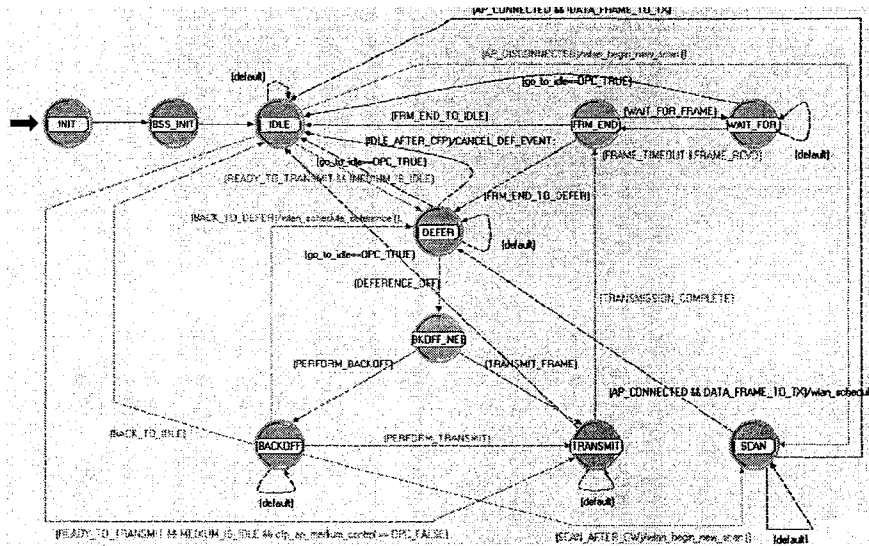 (AP_CONNECTED && !DATA_FRAME_TO_TX)
(AP_DISCONNECTED)/wlan_begin_new_scan()
(default)
(go_to_idle==OPC_TRUE)
INIT
BSS_INIT
IDLE
(FRM_END_TO_IDLE)
FRM_END
(WAIT_FOR_FRAME)
WAIT_FOR
(IDLE_AFTER_CFP)/CANCEL_DEF_EVENT;
(default)
(go_to_idle==OPC_TRUE)
(FRAME_TIMEOUT || FRAME_RCVD)
(READY_TO_TRANSMIT && !MEDIUM_IS_IDLE)
(FRM_END_TO_DEFER)
(BACK_TO_DEFER)/wlan_schedule_deference();
DEFER
(default)
(go_to_idle==OPC_TRUE)
(DEFERENCE_OFF)
(TRANSMISSION_COMPLETE)
BKOFF_NEE
(PERFORM_BACKOFF)
(TRANSMIT_FRAME)
(AP_CONNECTED && DATA_FRAME_TO_TX)/wlan_schedul
(BACK_TO_IDLE)
BACKOFF
(PERFORM_TRANSMIT)
TRANSMIT
SCAN
(default)
(default)
(default)
(READY_TO_TRANSMIT && MEDIUM_IS_IDLE && cfp_ap_medium_control == OPC_FALSE)
(SCAN_AFTER_CW)/wlan_begin_new_scan()